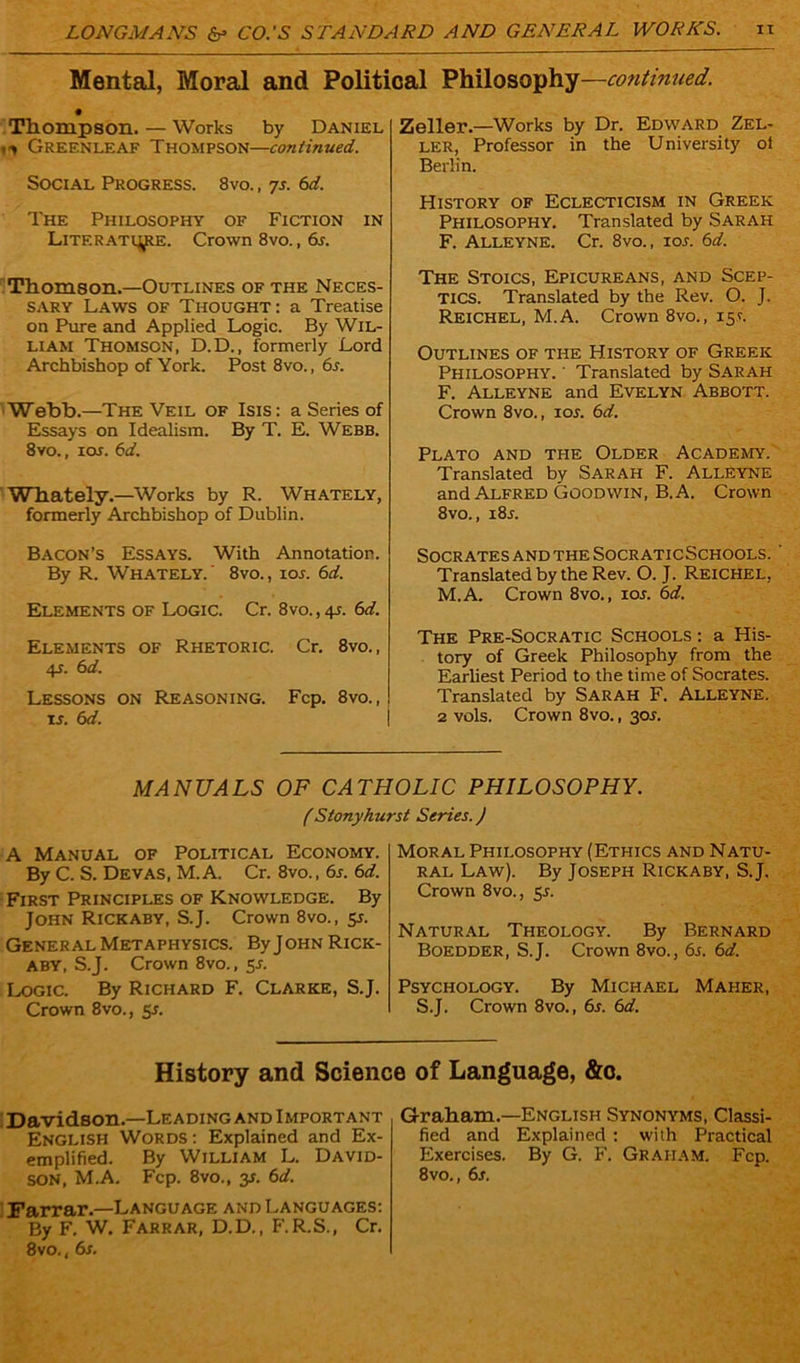 LONGMANS & CO.'S STANDARD AND GENERAL WORKS. 11
Mental, Moral and Political Philosophy—continued.
Thompson. — Works by DANIEL
GREENLEAF THOMPSON—continued.
SOCIAL PROGRESS. 8vo., 7s. 6d.
THE PHILOSOPHY OF FICTION IN
LITERATURE. Crown 8vo., 6s.
Thomson.—OUTLINES OF THE NECES-
SARY LAWS OF THOUGHT: a Treatise
on Pure and Applied Logic. By WIL-
LIAM THOMSON, D.D., formerly Lord
Archbishop of York. Post 8vo., 6s.
Webb.—THE VEIL OF ISIS: a Series of
Essays on Idealism. By T. E. WEBB.
8vo., 10s. 6d.
Whately.—Works by R. WHATELY,
formerly Archbishop of Dublin.
BACON'S ESSAYS. With Annotation.
By R. WHATELY. 8vo., 10s. 6d.
ELEMENTS OF LOGIC. Cr. 8vo., 4s. 6d.
ELEMENTS OF RHETORIC. Cr. 8vo.,
4s. 6d.
LESSONS ON REASONING. Fcp. 8vo.,
1s. 6d.
Zeller.—Works by Dr. EDWARD ZEL-
LER, Professor in the University of
Berlin.
HISTORY OF ECLECTICISM IN GREEK
PHILOSOPHY. Translated by SARAH
F. ALLEYNE. Cr. 8vo., 10s. 6d.
THE STOICS, EPICUREANS, AND SCEP-
TICS. Translated by the Rev. O. J.
REICHEL, M.A. Crown 8vo., 15s.
OUTLINES OF THE HISTORY OF GREEK
PHILOSOPHY. Translated by SARAH
F. ALLEYNE and EVELYN ABBOTT.
Crown 8vo., 10s. 6d.
PLATO AND THE OLDER ACADEMY.
Translated by SARAH F. ALLEYNE
and ALFRED GOODWIN, B.A. Crown
8vo., 18s.
SOCRATES AND THE SOCRATIC SCHOOLS.
Translated by the Rev. O. J. REICHEL,
M.A. Crown 8vo., 10s. 6d.
THE PRE-SOCRATIC SCHOOLS: a His-
tory of Greek Philosophy from the
Earliest Period to the time of Socrates.
Translated by SARAH F. ALLEYNE.
2 vols. Crown 8vo., 30s.
MANUALS OF CATHOLIC PHILOSOPHY.
(Stonyhurst Series.)
A MANUAL OF POLITICAL ECONOMY.
By C. S. DEVAS, M.A. Cr. 8vo., 6s. 6d.
FIRST PRINCIPLES OF KNOWLEDGE. By
JOHN RICKABY, S.J. Crown 8vo., 5s.
GENERAL METAPHYSICS. By JOHN RICK-
ABY, S.J. Crown 8vo., 5s.
LOGIC. By RICHARD F. CLARKE, S.J.
Crown 8vo., 5s.
MORAL PHILOSOPHY (ETHICS AND NATU-
RAL LAW). By JOSEPH RICKABY, S.J.
Crown 8vo., 5s.
NATURAL THEOLOGY. By BERNARD
BOEDDER, S.J. Crown 8vo., 6s. 6d.
PSYCHOLOGY. By MICHAEL MAHER,
S.J. Crown 8vo., 6s. 6d.
History and Science of Language, &c.
Davidson.—LEADING AND IMPORTANT
ENGLISH WORDS: Explained and Ex-
emplified. By WILLIAM L. DAVID-
SON, M.A. Fcp. 8vo., 3s. 6d.
Farrar.—LANGUAGE AND LANGUAGES:
By F. W. FARRAR, D.D., F.R.S., Cr.
8vo., 6s.
Graham.—ENGLISH SYNONYMS, Classi-
fied and Explained: with Practical
Exercises. By G. F. GRAHAM. Fcp.
8vo., 6s.